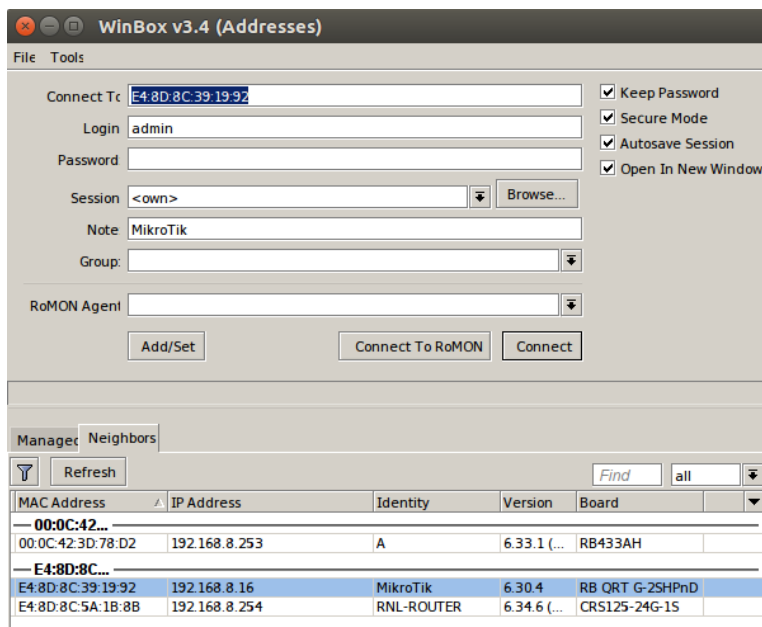 WinBox v3.4 (Addresses)
File Tools
Connect To E4:8D:8C:39:19:92
Keep Password
Login admin
Secure Mode
Password
Autosave Session
Open In New Window
Session <own> Browse...
Note MikroTik
Group:
RoMON Agent
Add/Set Connect To RoMON Connect
Managed Neighbors
Refresh Find all
MAC Address IP Address Identity Version Board
00:0C:42...
00:0C:42:3D:78:D2 192.168.8.253 A 6.33.1 (... RB433AH
E4:8D:8C...
E4:8D:8C:39:19:92 192.168.8.16 MikroTik 6.30.4 RB QRT G-2SHPnD
E4:8D:8C:5A:1B:8B 192.168.8.254 RNL-ROUTER 6.34.6 (... CRS125-24G-1S